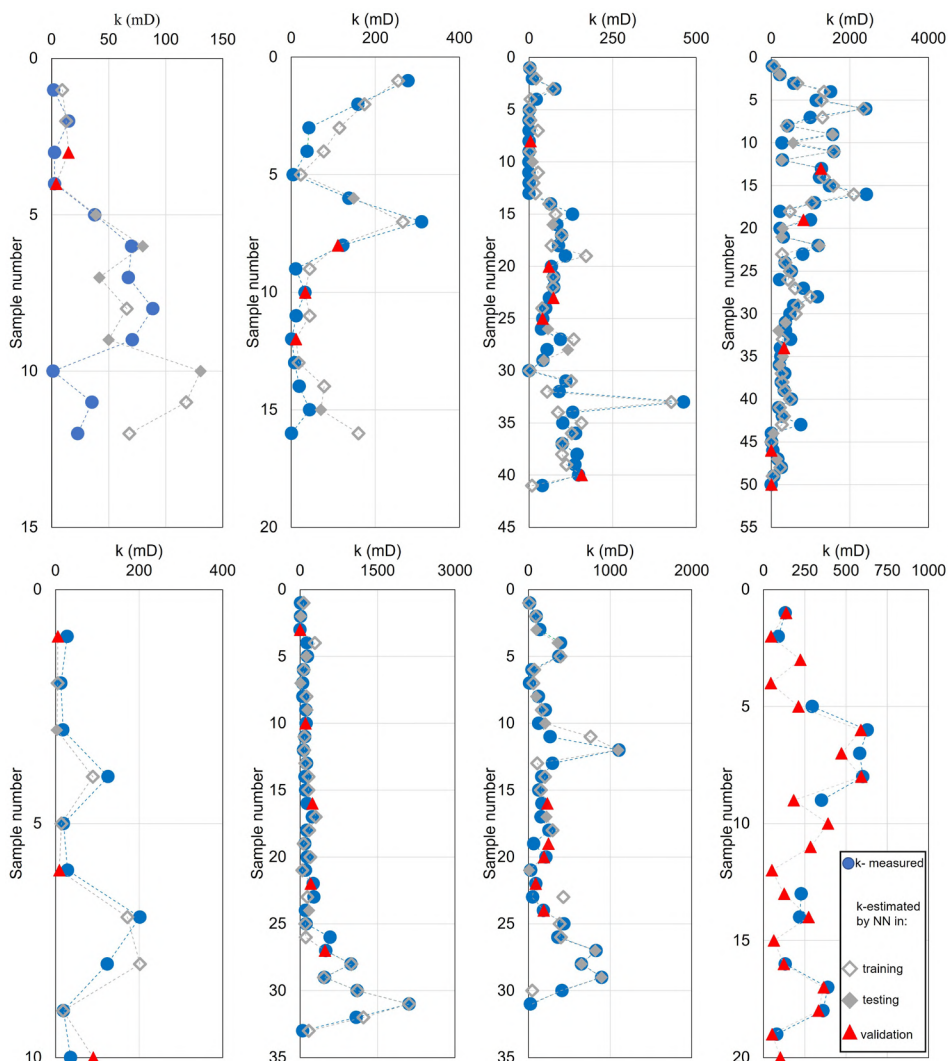 k (mD)
0 50 100 150
0
5
10
15
Sample number
k (mD)
0 200 400
0
5
10
15
20
Sample number
k (mD)
0 500
0
5
10
15
20
25
30
35
40
45
Sample number
k (mD)
0 2000 4000
0
5
10
15
20
25
30
35
40
45
50
55
Sample number
k (mD)
0 200 400
0
5
10
Sample number
k (mD)
0 1500 3000
0
5
10
15
20
25
30
35
Sample number
k (mD)
0 1000 2000
0
5
10
15
20
25
30
35
Sample number
k (mD)
0 250 500 750 1000
0
5
10
15
20
Sample number
k- measured
k-estimated
by NN in:
training
testing
validation